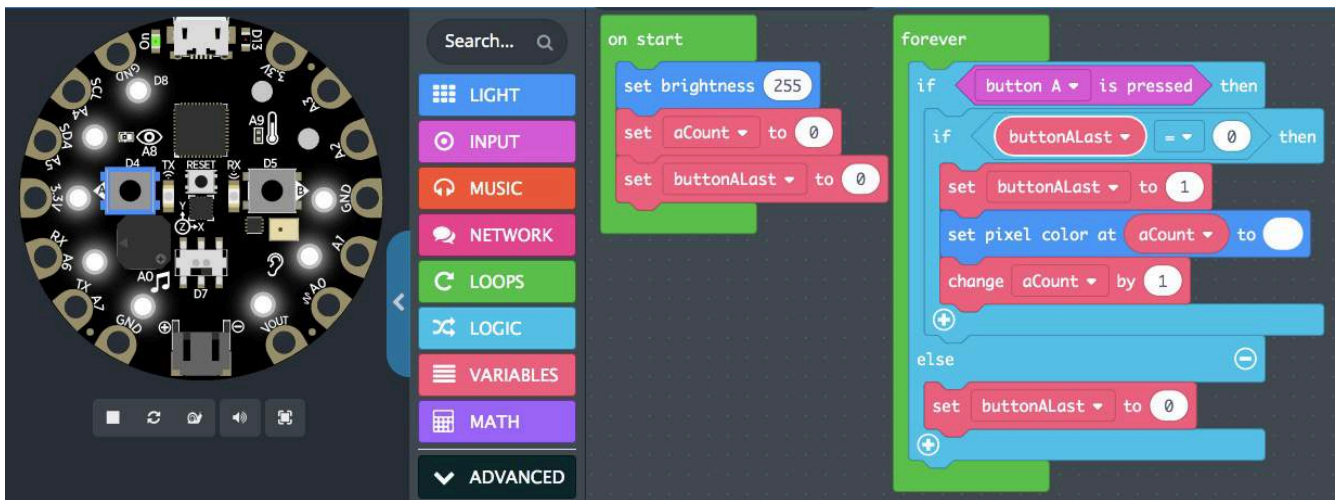 On
D13
GND
D8
3.3V
SCL
A4
A3
SDA
A5
A8
A9
A2
D4
TX
RESET
RX
D5
A
B
3.3V
GND
Y
Z
X
RX
A6
A1
A0
D7
TX
A7
A0
GND
VOUT
Search...
LIGHT
INPUT
MUSIC
NETWORK
LOOPS
LOGIC
VARIABLES
MATH
ADVANCED
on start
set brightness 255
set aCount to 0
set buttonALast to 0
forever
if button A is pressed then
if buttonALast = 0 then
set buttonALast to 1
set pixel color at aCount to
change aCount by 1
else
set buttonALast to 0